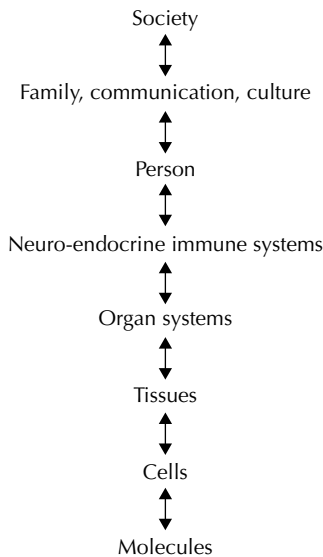 Society
Family, communication, culture
Person
Neuro-endocrine immune systems
Organ systems
Tissues
Cells
Molecules